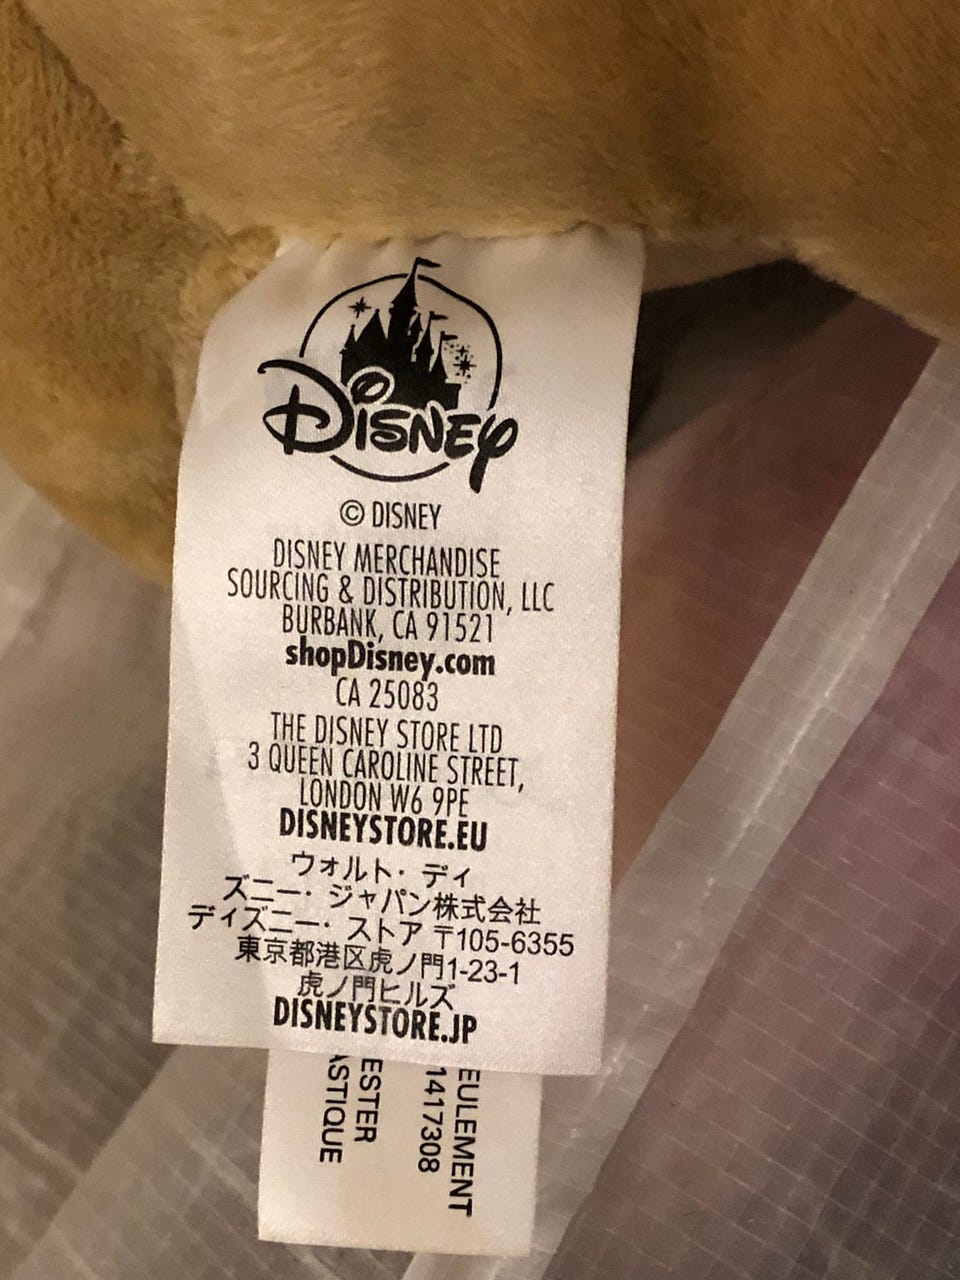 Disney
© DISNEY
DISNEY MERCHANDISE
SOURCING & DISTRIBUTION, LLC
BURBANK, CA 91521
shopDisney.com
CA 25083
THE DISNEY STORE LTD
3 QUEEN CAROLINE STREET,
LONDON W6 9PE
DISNEYSTORE.EU
ウォルト・ディ
ズニー・ジャパン株式会社
ディズニー・ストア 〒105-6355
東京都港区虎ノ門1-23-1
虎ノ門ヒルズ
DISNEYSTORE.JP
EULEMENT
1417308
ESTER
ASTIQUE